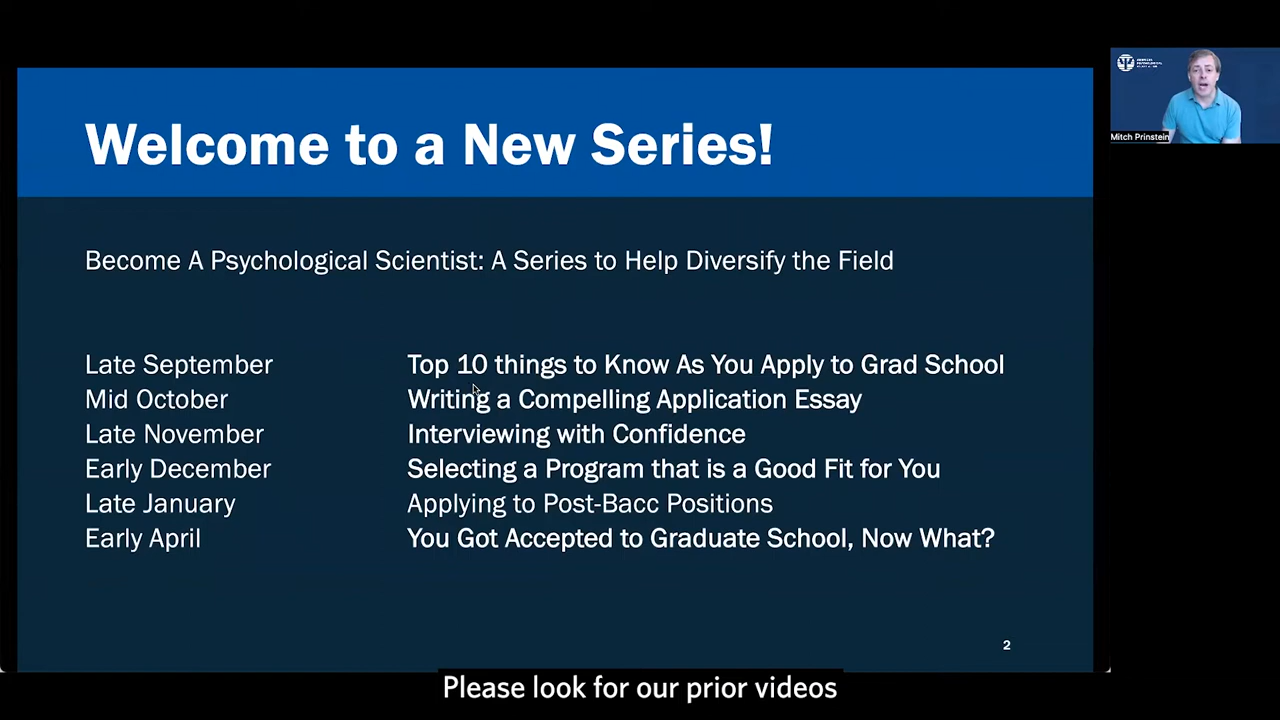 Welcome to a New Series!
Become A Psychological Scientist: A Series to Help Diversify the Field
Late September Top 10 things to Know As You Apply to Grad School
Mid October Writing a Compelling Application Essay
Late November Interviewing with Confidence
Early December Selecting a Program that is a Good Fit for You
Late January Applying to Post-Bacc Positions
Early April You Got Accepted to Graduate School, Now What?
2
Mitch Prinstein
Please look for our prior videos